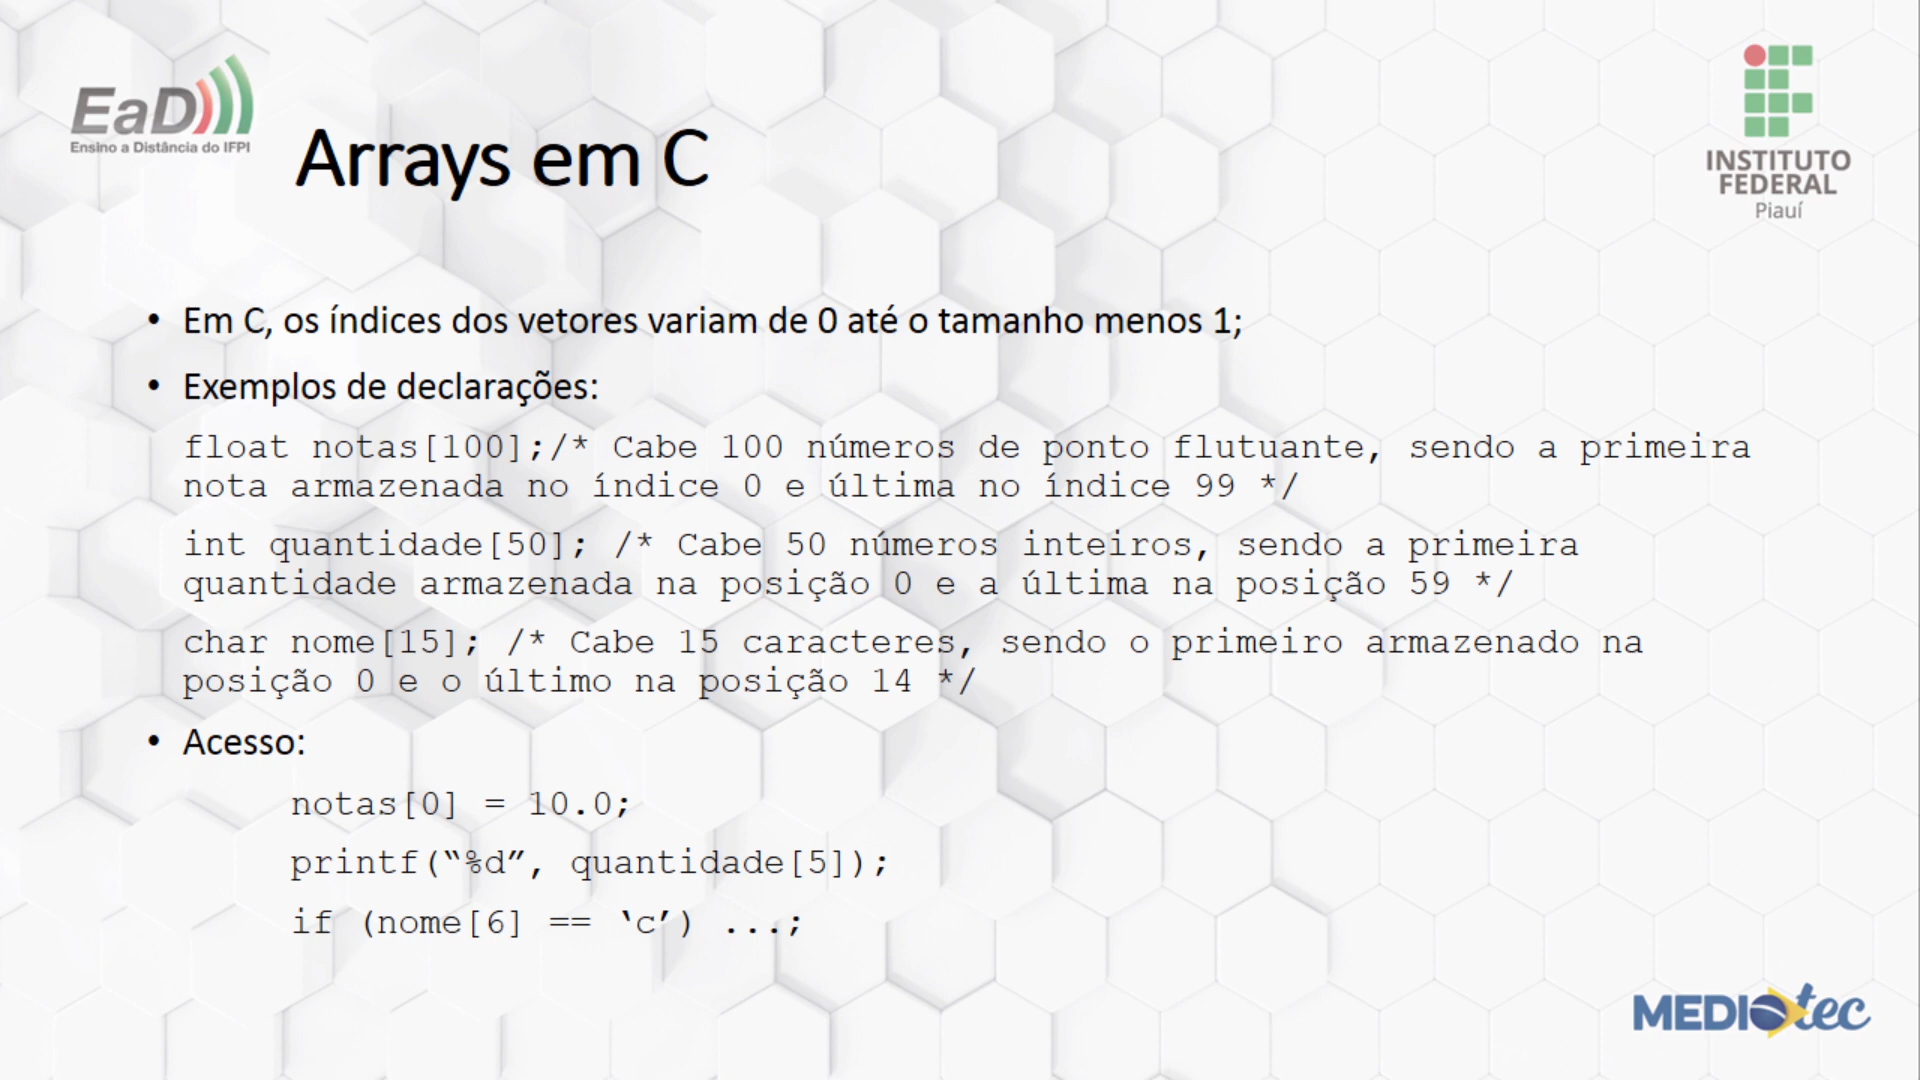 EaD
Ensino a Distância do IFPI
Arrays em C
INSTITUTO
FEDERAL
Piauí
• Em C, os índices dos vetores variam de 0 até o tamanho menos 1;
• Exemplos de declarações:
float notas[100];/* Cabe 100 números de ponto flutuante, sendo a primeira
nota armazenada no índice 0 e última no índice 99 */
int quantidade[50]; /* Cabe 50 números inteiros, sendo a primeira
quantidade armazenada na posição 0 e a última na posição 59 */
char nome[15]; /* Cabe 15 caracteres, sendo o primeiro armazenado na
posição 0 e o último na posição 14 */
• Acesso:
notas[0] = 10.0;
printf(“%d”, quantidade[5]);
if (nome[6] == ‘c’) ...;
MEDIOtec